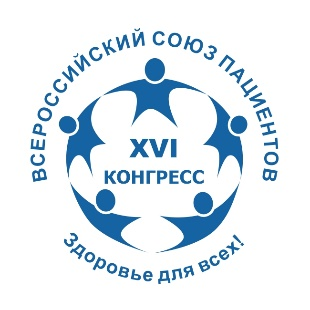 ВСЕРОССИЙСКИЙ СОЮЗ ПАЦИЕНТОВ
XVI
КОНГРЕСС
Здоровье для всех!